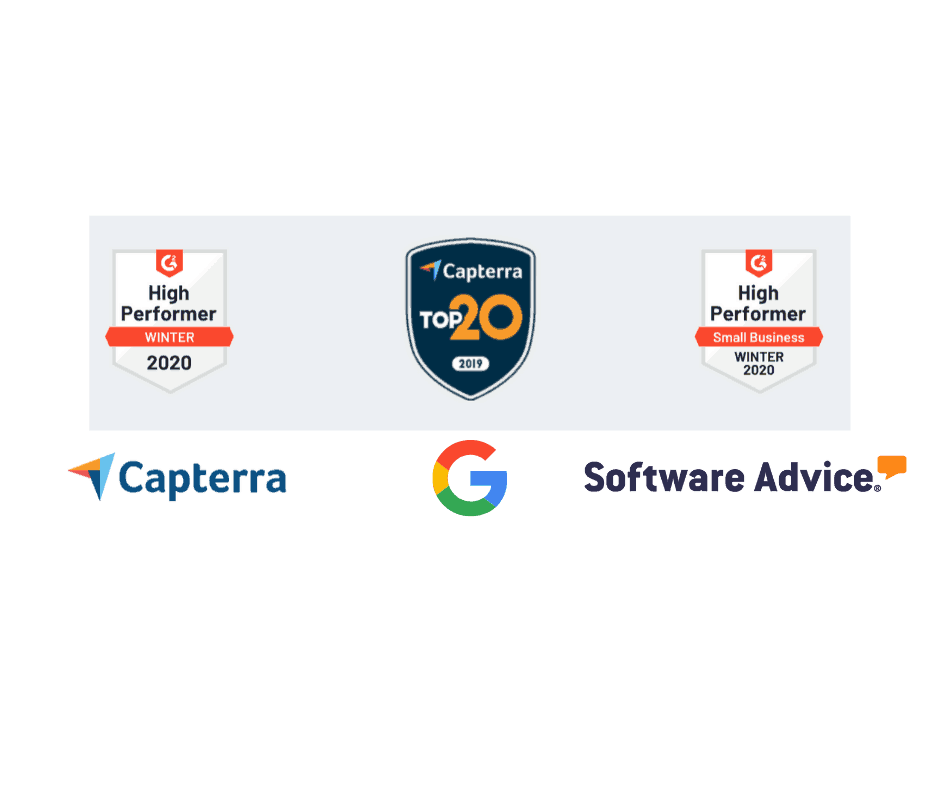 High
Performer
WINTER
2020
Capterra
TOP20
2019
High
Performer
Small Business
WINTER
2020
Capterra
Software Advice®